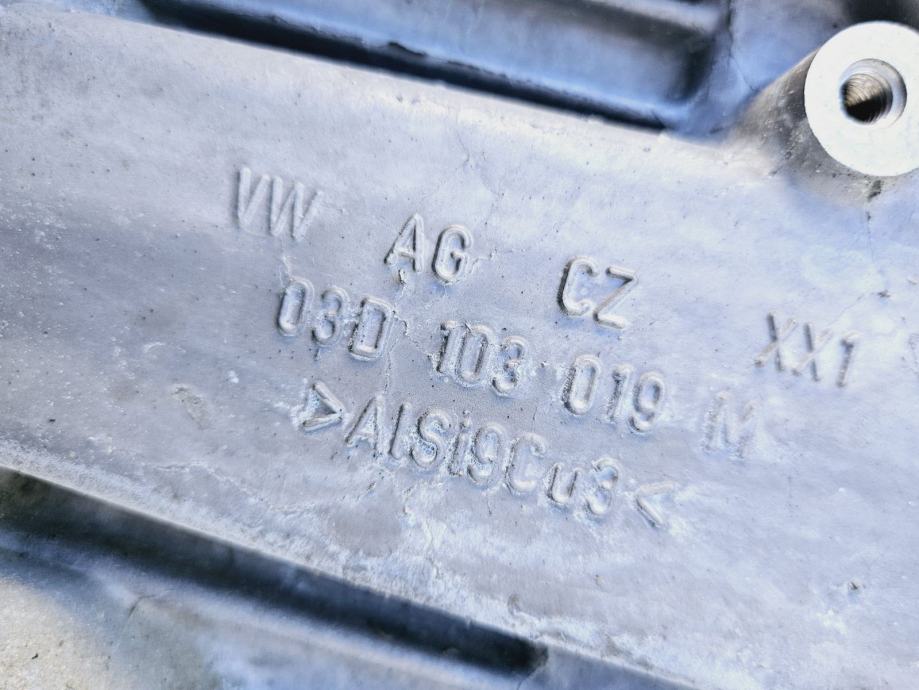 VW AG CZ XX1
03D 103 019 M
>AlSi9Cu3<